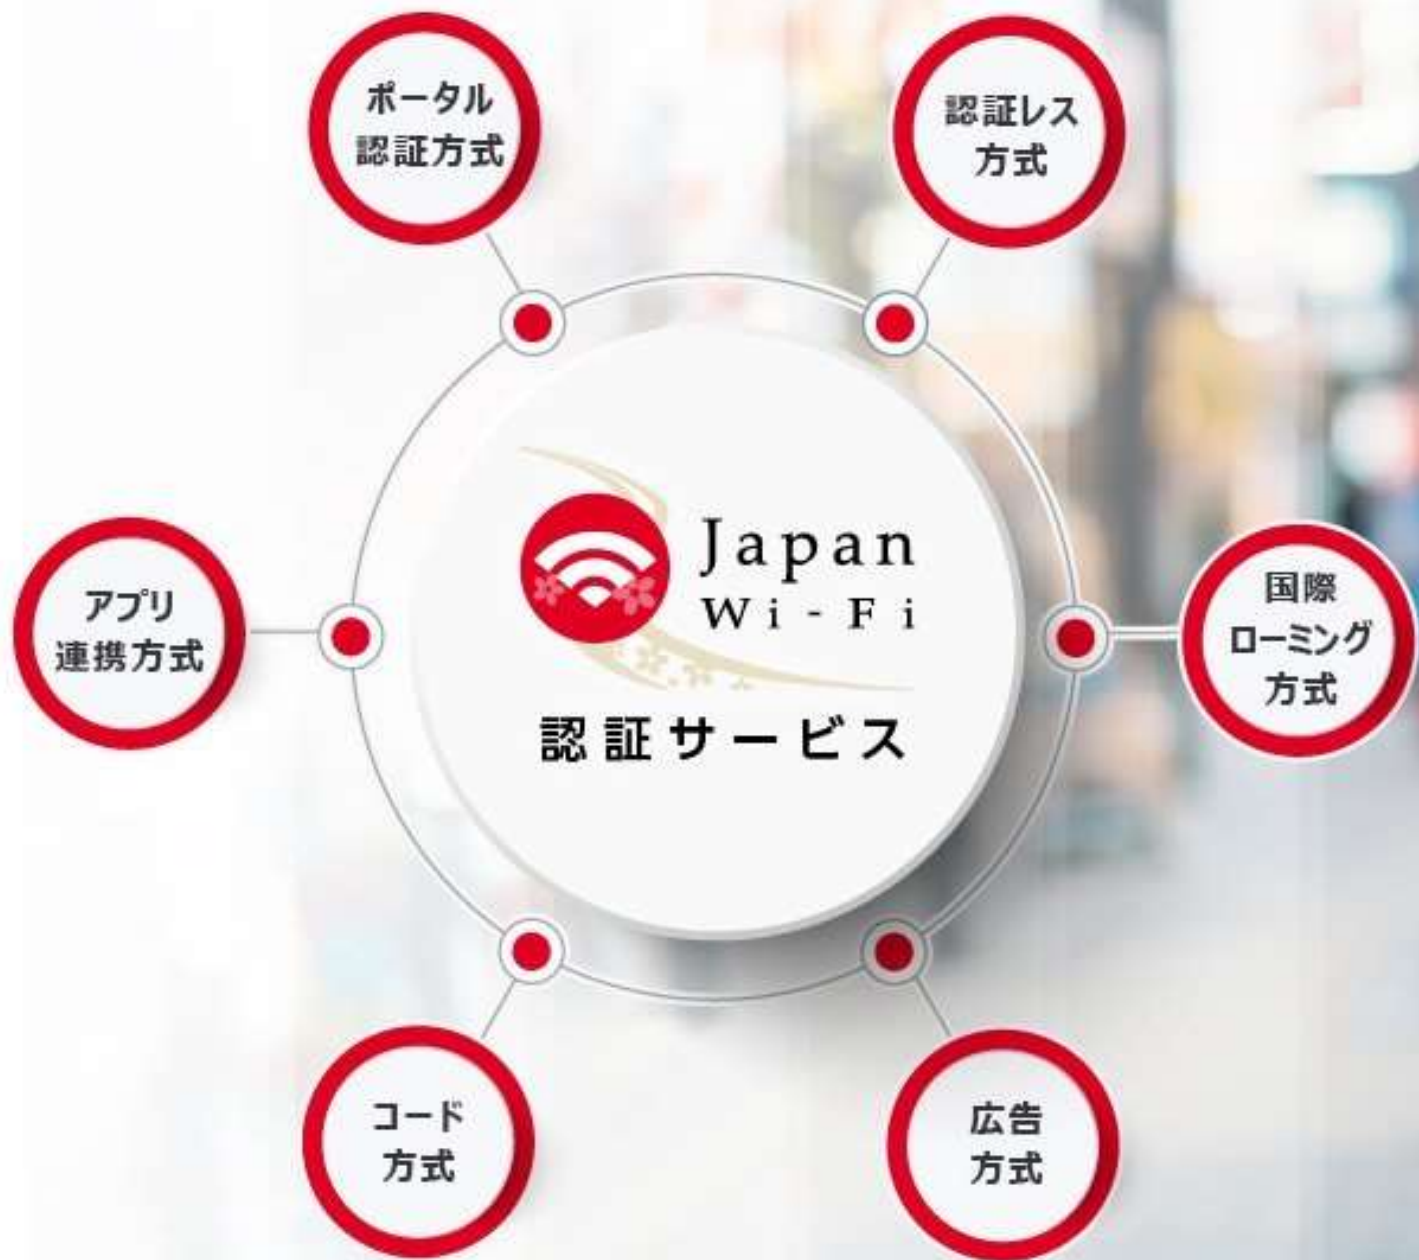 ポータル
認証方式
認証レス
方式
アプリ
連携方式
Japan
Wi-Fi
認証サービス
国際
ローミング
方式
コード
方式
広告
方式